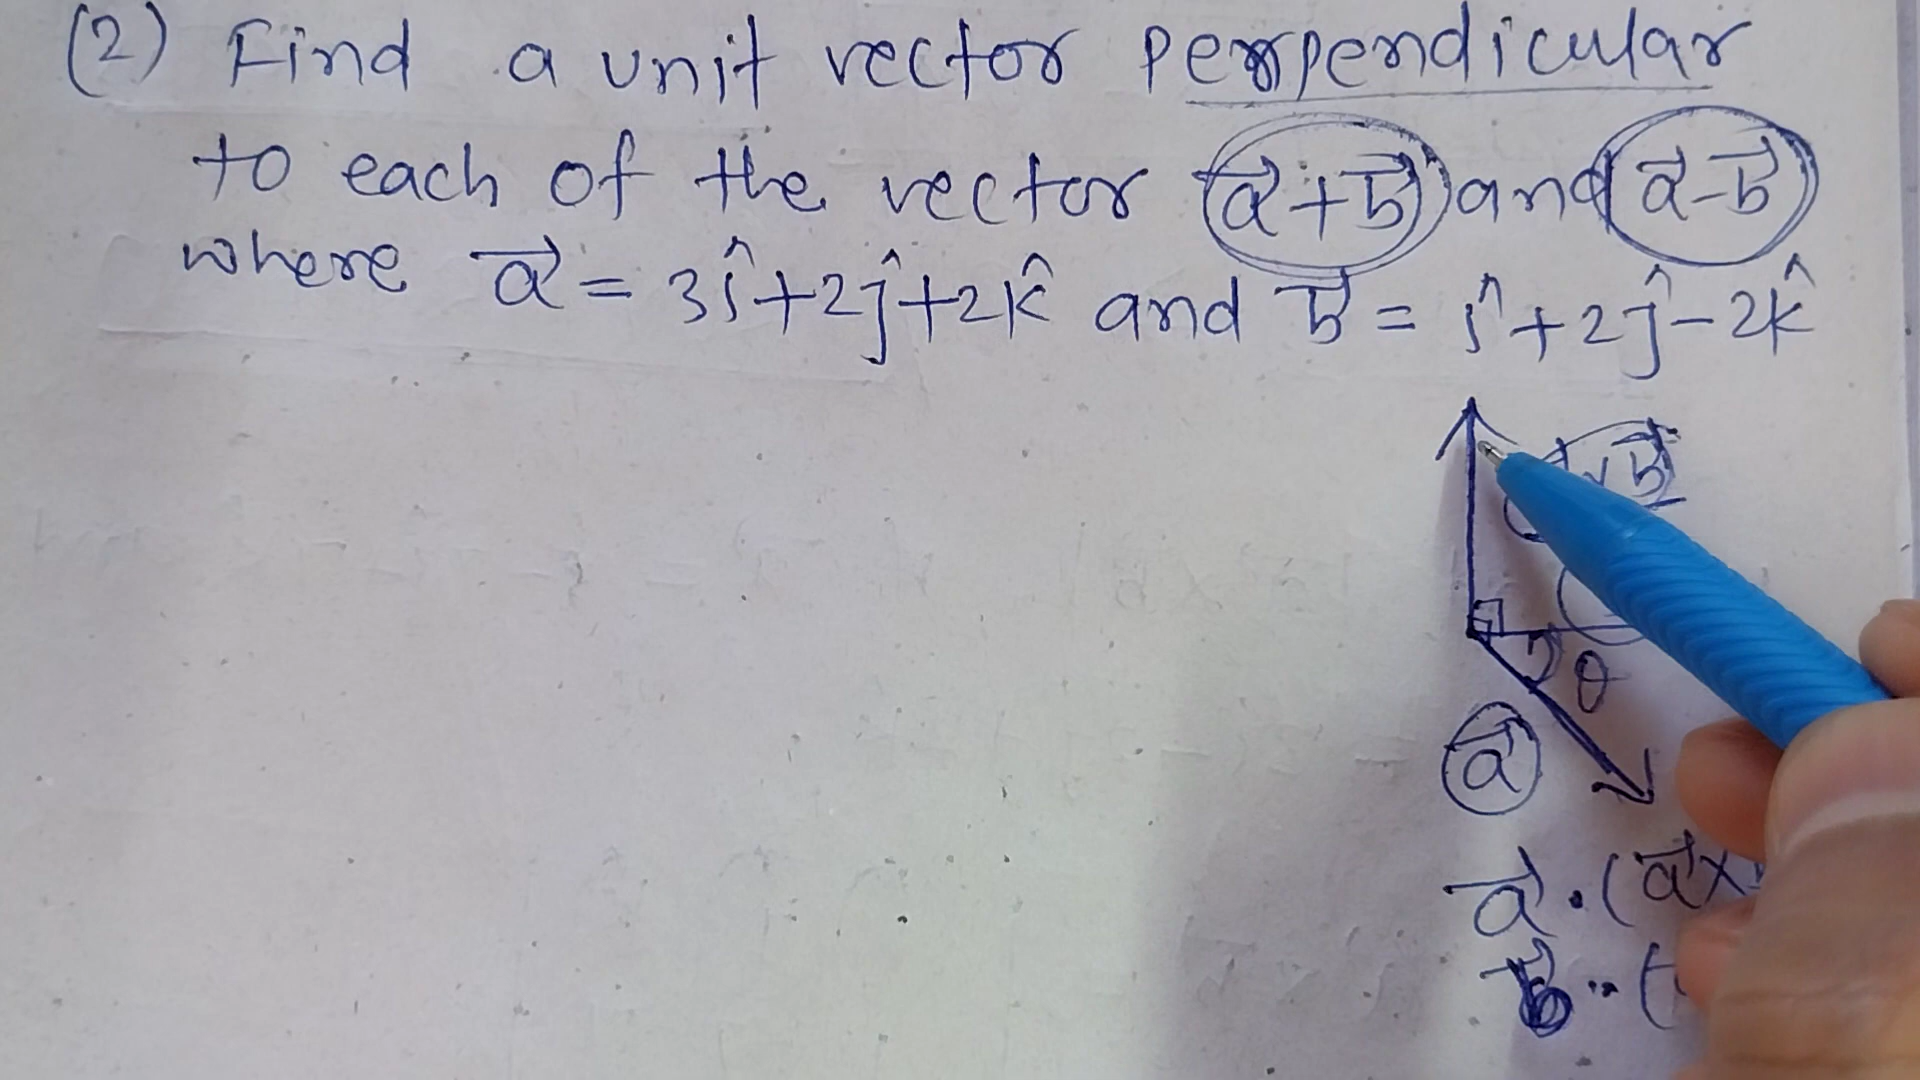 (2) Find a unit vector perpendicular
to each of the vector a⃗+b⃗ and a⃗-b⃗
where a⃗ = 3î+2ĵ+2k̂ and b⃗ = î+2ĵ-2k̂
b⃗
θ
a⃗
a⃗ · (a⃗ ×
b⃗ · (